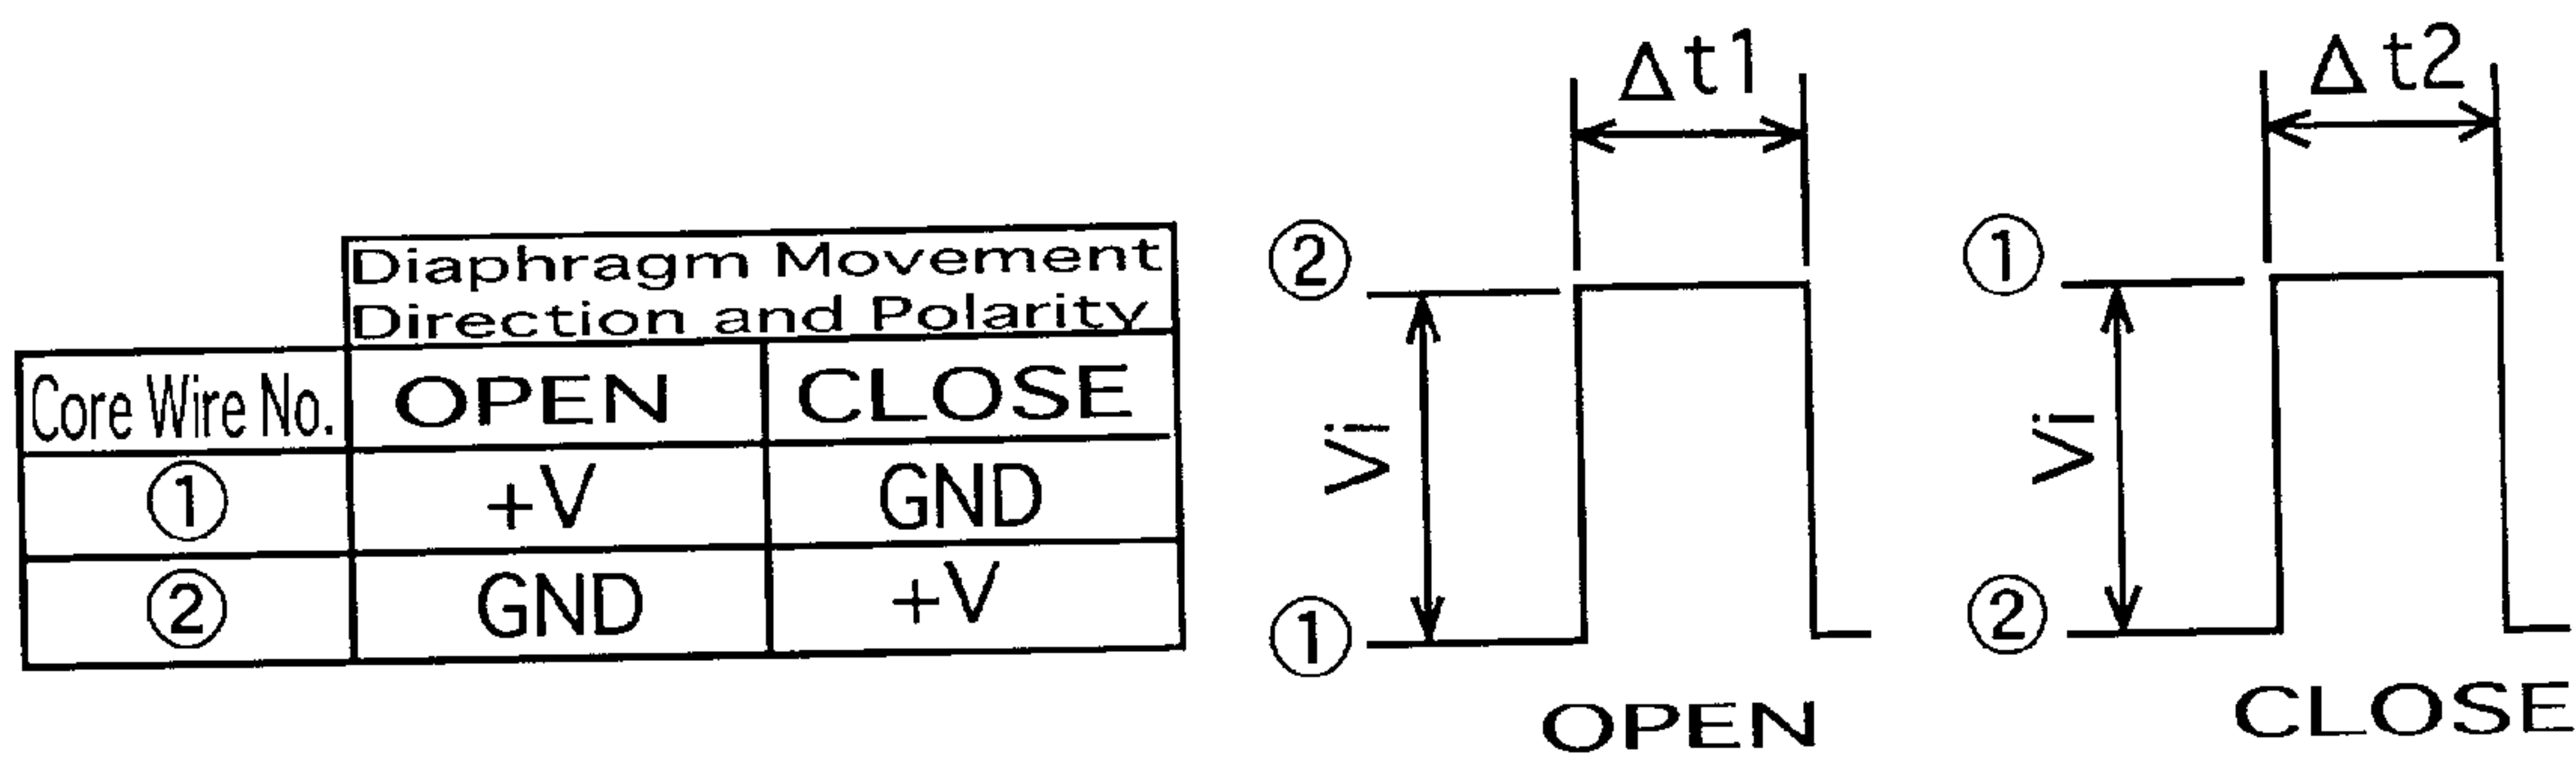 Diaphragm Movement
Direction and Polarity
Core Wire No. OPEN CLOSE
① +V GND
② GND +V
Δt1
②
Vi
①
OPEN
Δt2
①
Vi
②
CLOSE